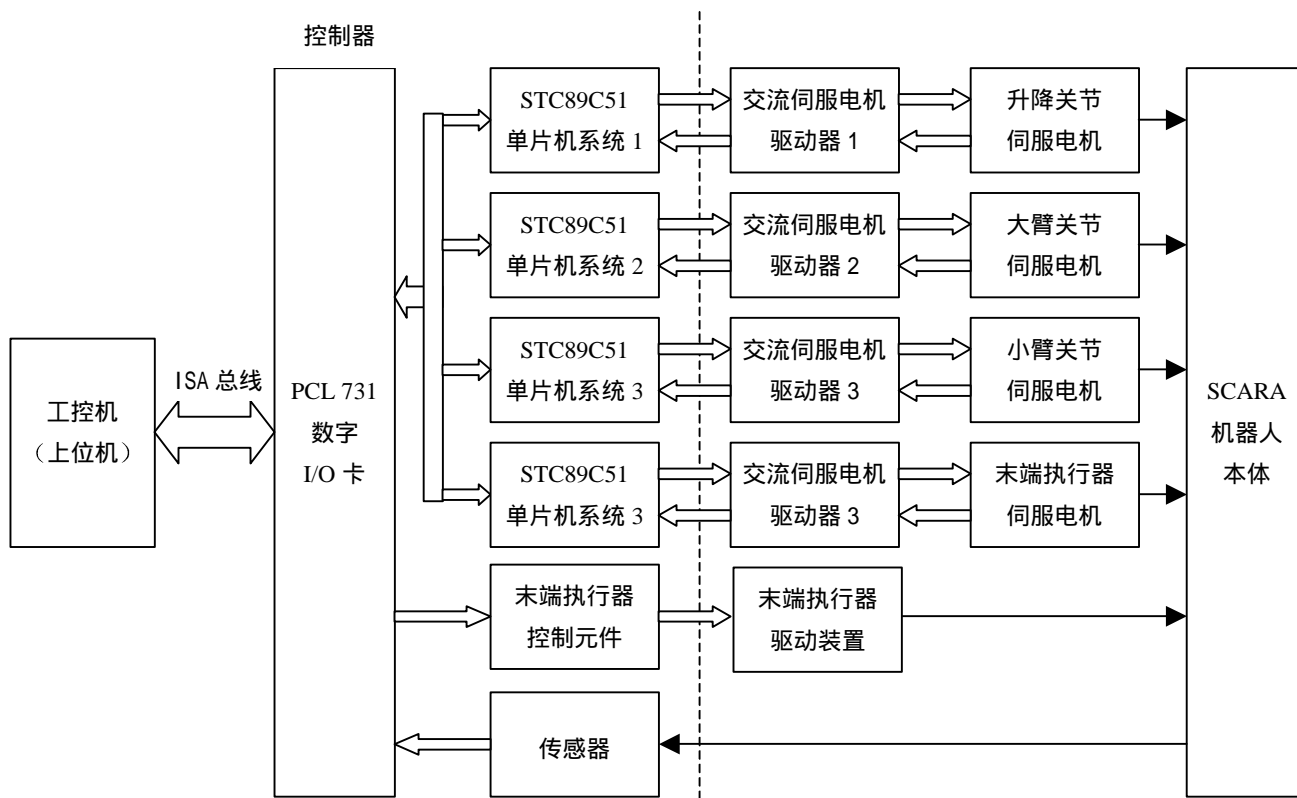 控制器
STC89C51
单片机系统 1
交流伺服电机
驱动器 1
升降关节
伺服电机
STC89C51
单片机系统 2
交流伺服电机
驱动器 2
大臂关节
伺服电机
STC89C51
单片机系统 3
交流伺服电机
驱动器 3
小臂关节
伺服电机
ISA 总线
工控机
（上位机）
PCL 731
数字
I/O 卡
SCARA
机器人
本体
STC89C51
单片机系统 3
交流伺服电机
驱动器 3
末端执行器
伺服电机
末端执行器
控制元件
末端执行器
驱动装置
传感器